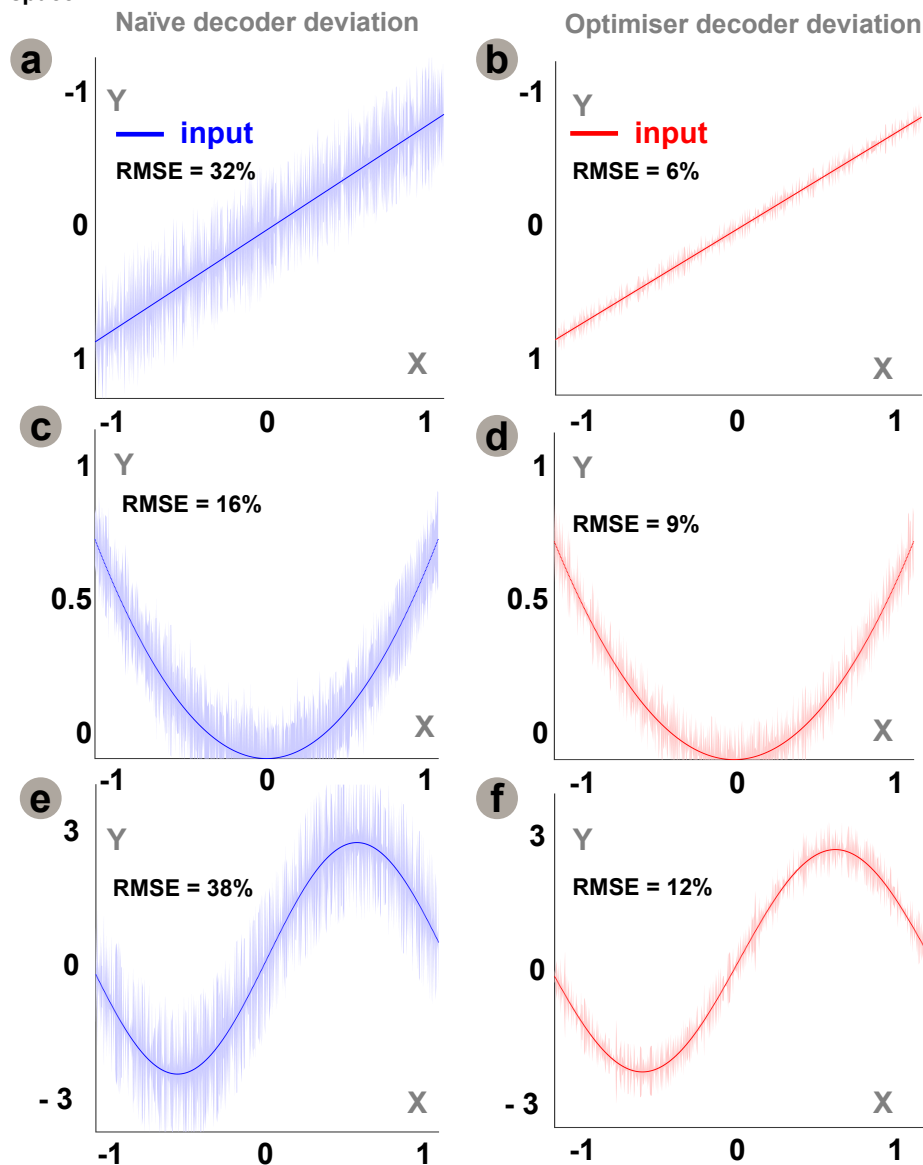 Naïve decoder deviation
Optimiser decoder deviation
a
-1
Y
input
RMSE = 32%
0
1
X
-1 0 1
b
-1
Y
input
RMSE = 6%
0
1
X
-1 0 1
c
1
Y
RMSE = 16%
0.5
0
X
-1 0 1
d
1
Y
RMSE = 9%
0.5
0
X
-1 0 1
e
3
Y
RMSE = 38%
0
- 3
X
-1 0 1
f
3
Y
RMSE = 12%
0
- 3
X
-1 0 1